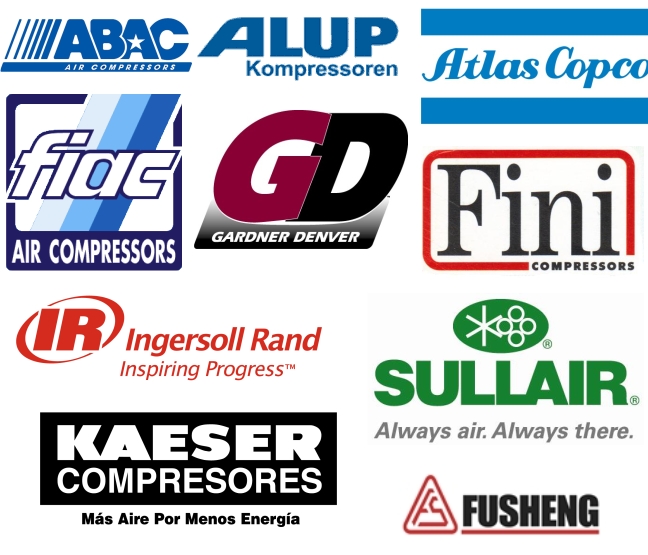 ABAC
AIR COMPRESSORS
ALUP
Kompressoren
Atlas Copco
fiac
AIR COMPRESSORS
GD
GARDNER DENVER
Fini
COMPRESSORS
IR Ingersoll Rand
Inspiring Progress™
SULLAIR®
Always air. Always there.
KAESER
COMPRESORES
Más Aire Por Menos Energía
FS FUSHENG